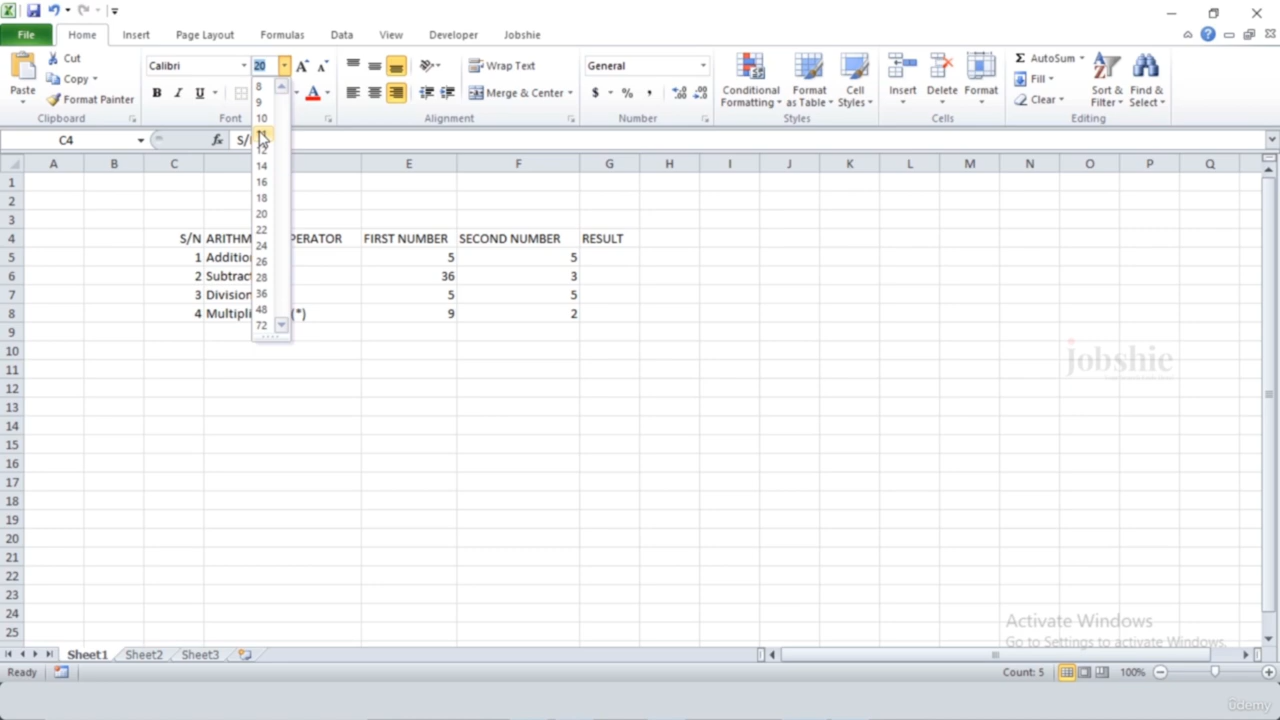 File Home Insert Page Layout Formulas Data View Developer Jobshie
Cut
Copy
Format Painter
Paste
Clipboard
Calibri 20
B I U
Font
Wrap Text
Merge & Center
Alignment
General
$ % ,
Number
Conditional Formatting
Format as Table
Cell Styles
Styles
Insert Delete Format
Cells
AutoSum
Fill
Clear
Sort & Filter
Find & Select
Editing
8
9
10
12
14
16
18
20
22
24
26
28
36
48
72
C4 fx S/
A B C E F G H I J K L M N O P Q
1
2
3
4 S/N ARITHM PERATOR FIRST NUMBER SECOND NUMBER RESULT
5 1 Additio 5 5
6 2 Subtract 36 3
7 3 Division 5 5
8 4 Multipli (*) 9 2
9
10
11
12
13
14
15
16
17
18
19
20
21
22
23
24
25
jobshie
Activate Windows
Go to Settings to activate Windows.
Sheet1 Sheet2 Sheet3
Ready Count: 5 100%
Udemy